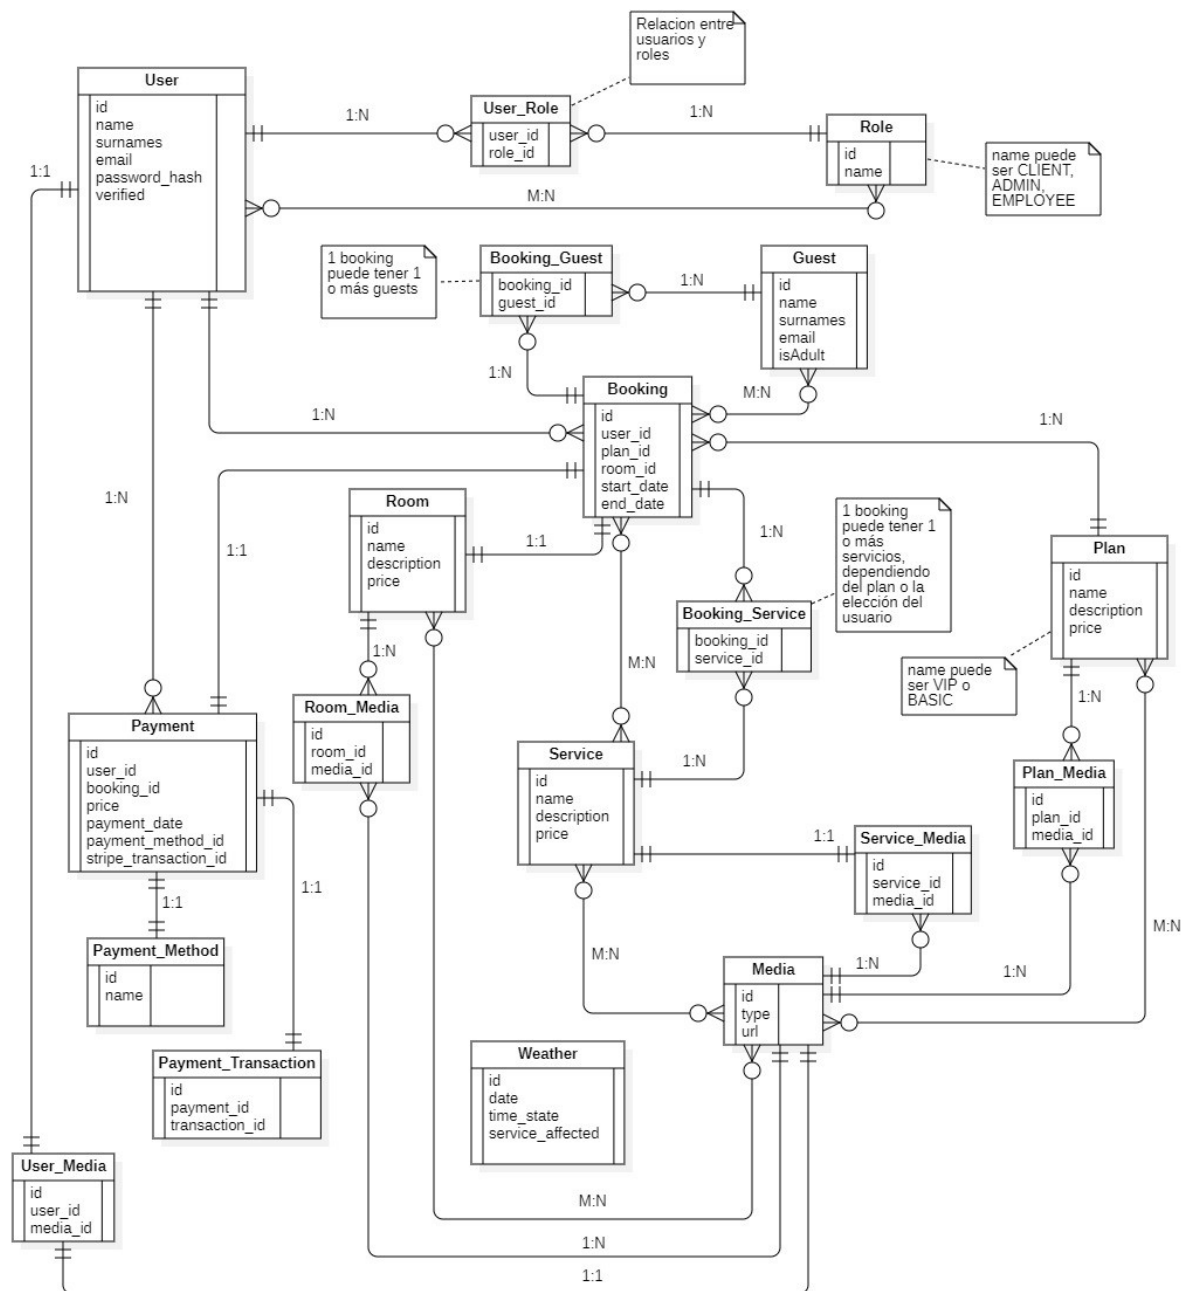 Relacion entre
usuarios y
roles
User
id
name
surnames
email
password_hash
verified
1:N
User_Role
user_id
role_id
1:N
Role
id
name
name puede
ser CLIENT,
ADMIN,
EMPLOYEE
1:1
M:N
1 booking
puede tener 1
o más guests
Booking_Guest
booking_id
guest_id
1:N
Guest
id
name
surnames
email
isAdult
1:N
M:N
Booking
id
user_id
plan_id
room_id
start_date
end_date
1:N
1:N
1:N
1:1
Room
id
name
description
price
1:1
1:N
1 booking
puede tener 1
o más
servicios,
dependiendo
del plan o la
elección del
usuario
Plan
id
name
description
price
Booking_Service
booking_id
service_id
M:N
name puede
ser VIP o
BASIC
1:N
1:N
Room_Media
id
room_id
media_id
Payment
id
user_id
booking_id
price
payment_date
payment_method_id
stripe_transaction_id
Service
id
name
description
price
1:N
Plan_Media
id
plan_id
media_id
1:1
Service_Media
id
service_id
media_id
1:1
1:1
Payment_Method
id
name
M:N
M:N
1:N
1:N
Media
id
type
url
Weather
id
date
time_state
service_affected
Payment_Transaction
id
payment_id
transaction_id
User_Media
id
user_id
media_id
M:N
1:N
1:1